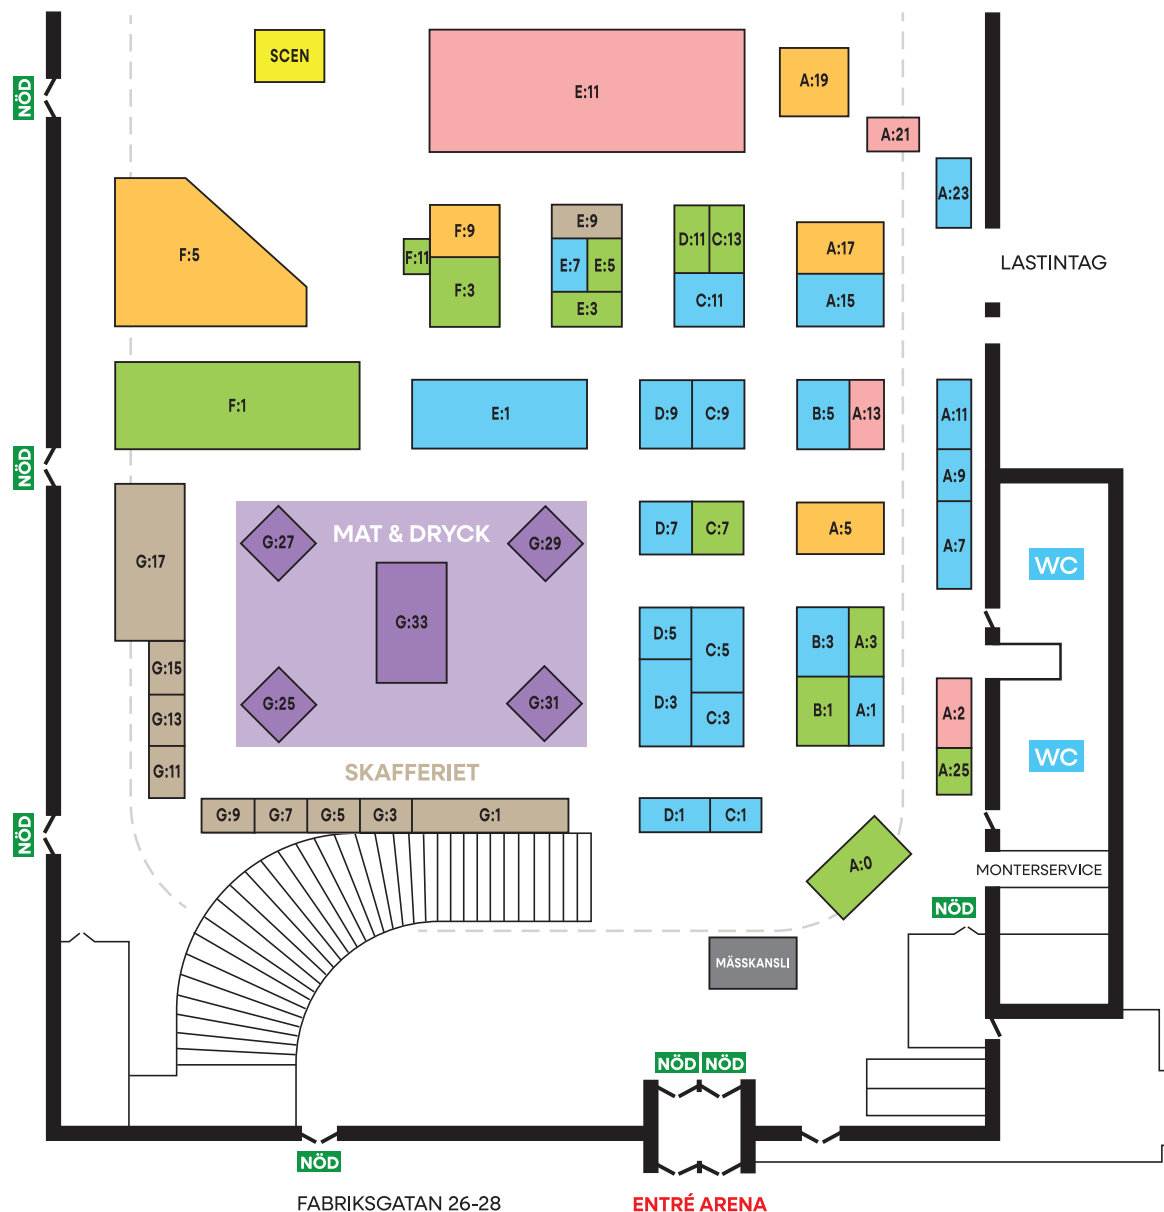 SCEN
E:11
A:19
NÖD
A:21
A:23
F:5
F:9
F:11
F:3
E:9
E:7
E:5
E:3
D:11
C:13
C:11
A:17
A:15
LASTINTAG
F:1
E:1
D:9
C:9
B:5
A:13
A:11
A:9
A:7
NÖD
G:17
G:27
MAT & DRYCK
G:29
G:33
G:25
G:31
D:7
C:7
A:5
WC
G:15
G:13
G:11
D:5
C:5
D:3
C:3
B:3
A:3
B:1
A:1
A:2
A:25
WC
SKAFFERIET
G:9
G:7
G:5
G:3
G:1
D:1
C:1
NÖD
A:0
MONTERSERVICE
NÖD
MÄSSKANSLI
NÖD
NÖD
NÖD
FABRIKSGATAN 26-28
ENTRÉ ARENA